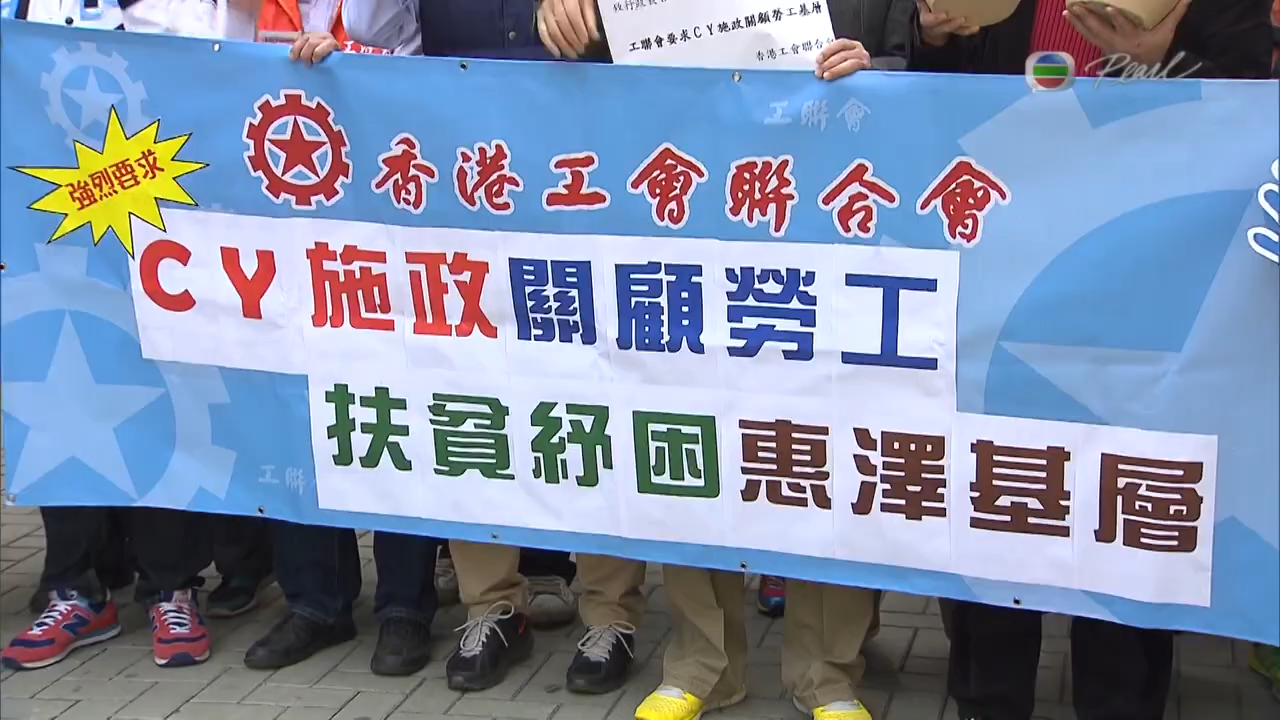 工聯會要求CY施政關顧勞工基層
香港工會聯合
Pearl
工聯會
強烈要求
香港工會聯合會
CY施政關顧勞工
扶貧紓困惠澤基層
工聯